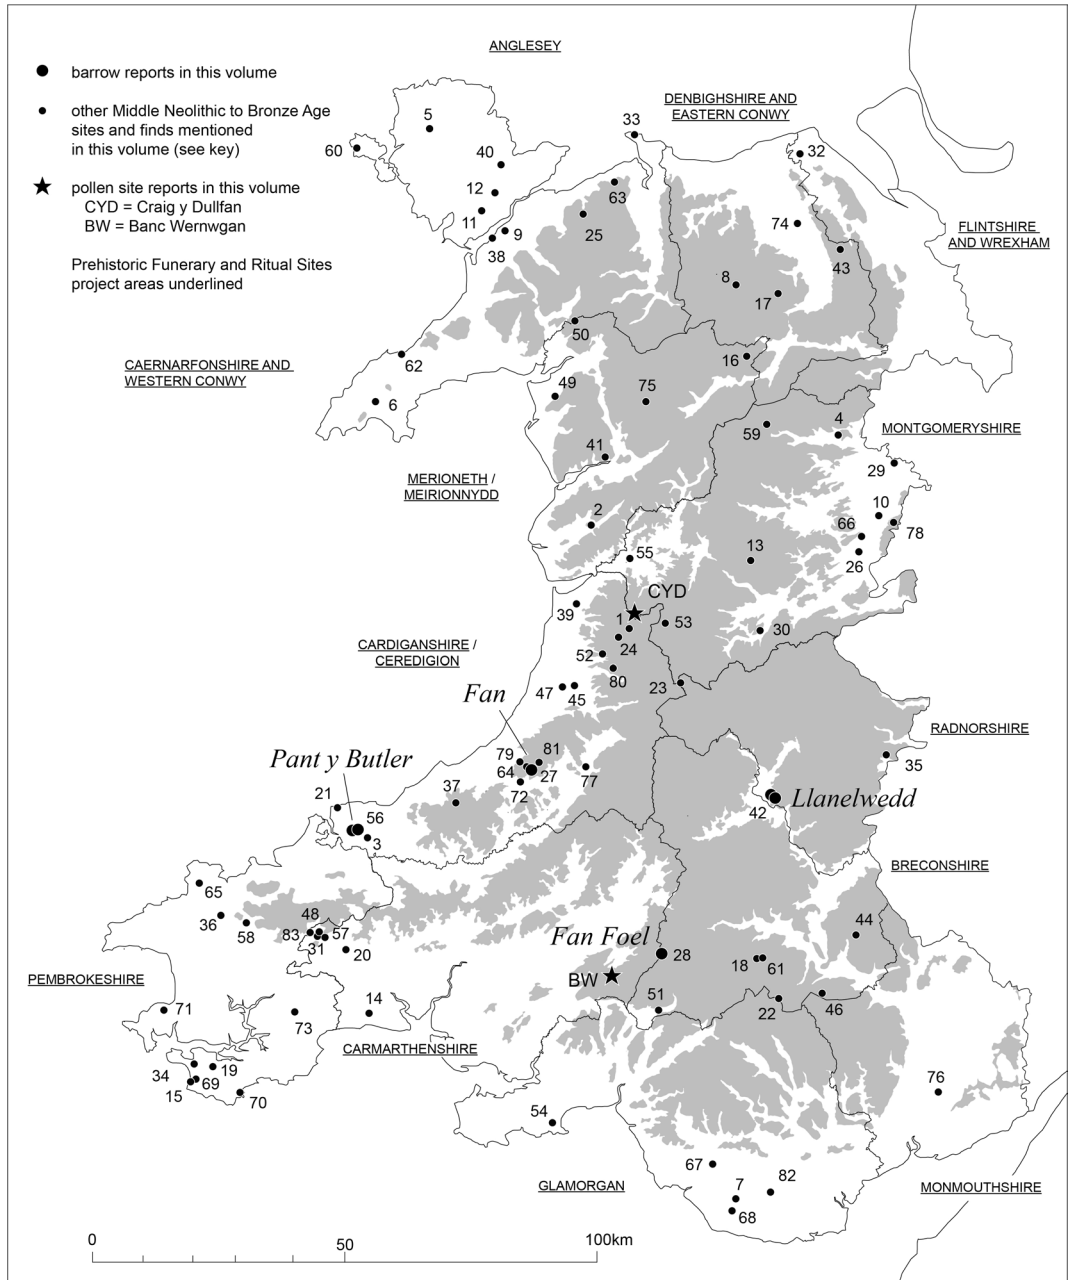 ANGLESEY
barrow reports in this volume
other Middle Neolithic to Bronze Age
sites and finds mentioned
in this volume (see key)
pollen site reports in this volume
CYD = Craig y Dullfan
BW = Banc Wernwgan
Prehistoric Funerary and Ritual Sites
project areas underlined
DENBIGHSHIRE AND
EASTERN CONWY
FLINTSHIRE
AND WREXHAM
CAERNARFONSHIRE AND
WESTERN CONWY
MONTGOMERYSHIRE
MERIONETH /
MEIRIONNYDD
CARDIGANSHIRE /
CEREDIGION
RADNORSHIRE
BRECONSHIRE
PEMBROKESHIRE
CARMARTHENSHIRE
GLAMORGAN
MONMOUTHSHIRE
CYD
Fan
Pant y Butler
Llanelwedd
Fan Foel
BW
5
33
60
40
32
12
63
11
9
38
25
74
43
8
17
50
62
16
6
49
75
59
4
41
29
2
10
66
78
26
55
13
39
1
53
24
30
52
80
23
47
45
79
81
64
27
72
77
35
37
21
56
3
42
65
36
58
48
83
31
57
20
44
28
18
61
71
73
14
51
22
46
34
19
69
15
70
54
76
67
7
82
68
0
50
100km